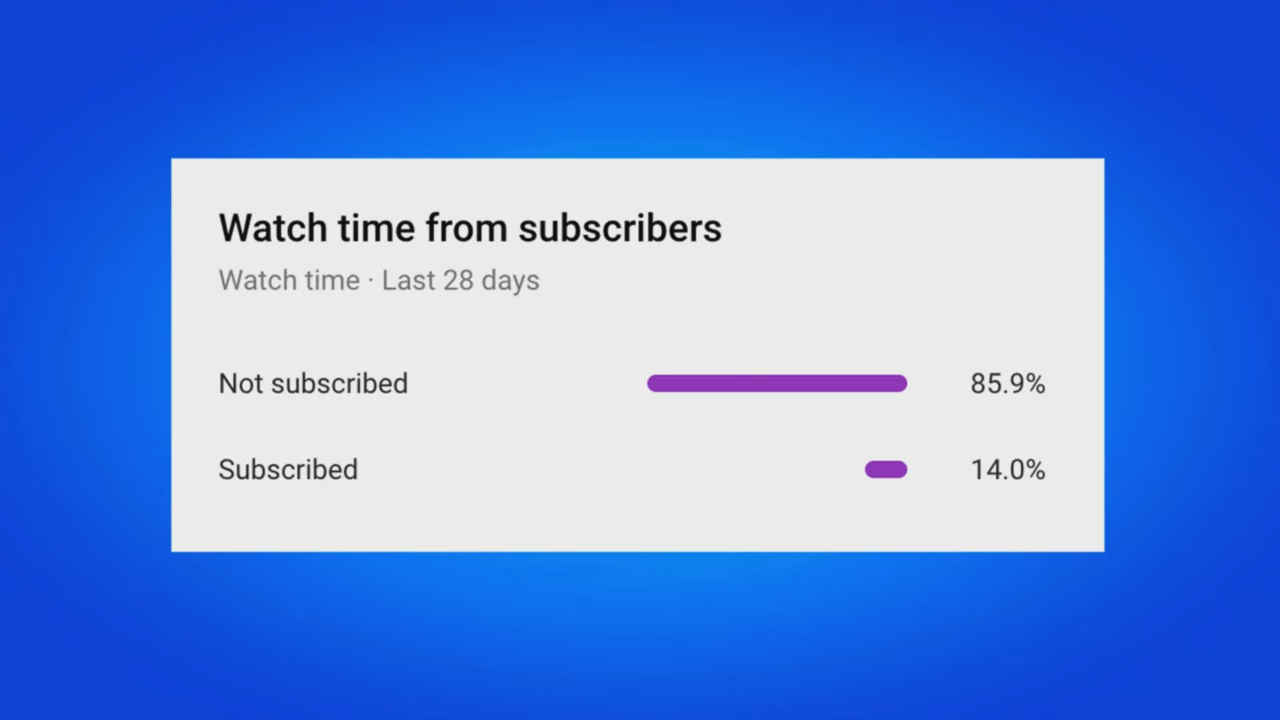 Watch time from subscribers
Watch time · Last 28 days
Not subscribed 85.9%
Subscribed 14.0%